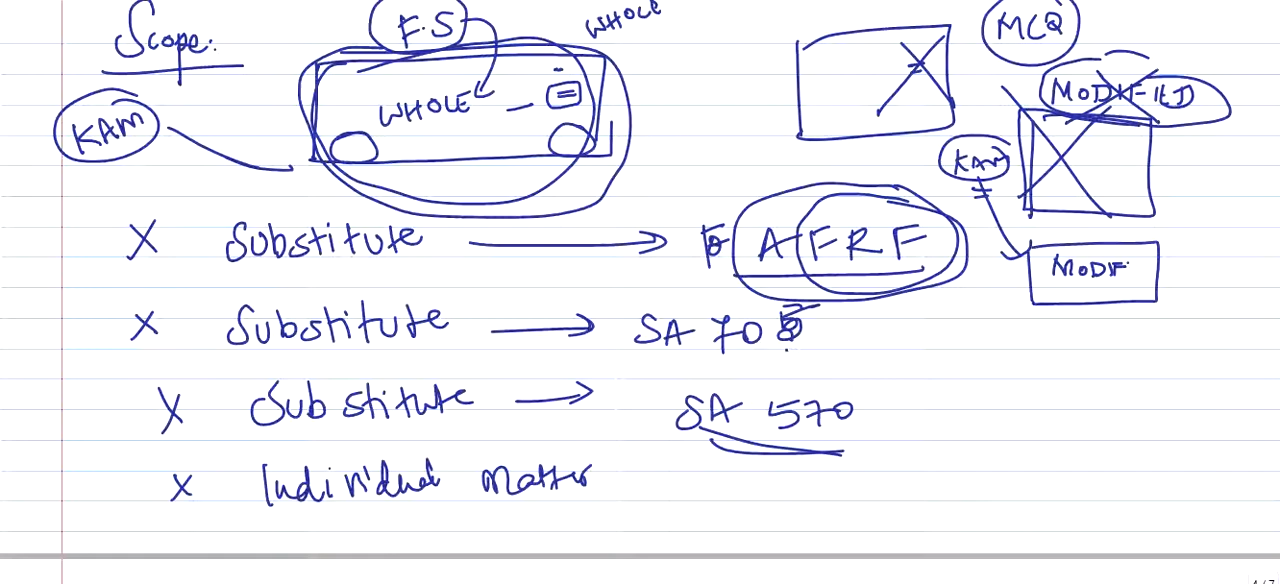 Scope:
F.S
WHOLE
MCQ
KAM
WHOLE
MODIFIED
KAM
X Substitute → AFRF
MODF
X Substitute → SA 705
X Substitute → SA 570
X Individual Matter